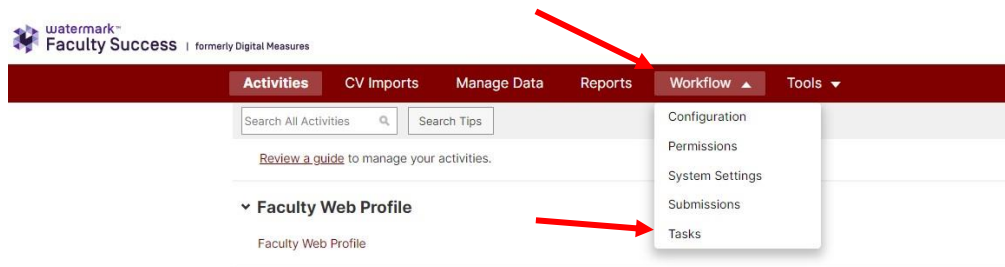 watermark™
Faculty Success | formerly Digital Measures
Activities CV Imports Manage Data Reports Workflow Tools
Search All Activities Search Tips
Configuration
Permissions
Review a guide to manage your activities.
System Settings
Submissions
Faculty Web Profile
Tasks
Faculty Web Profile